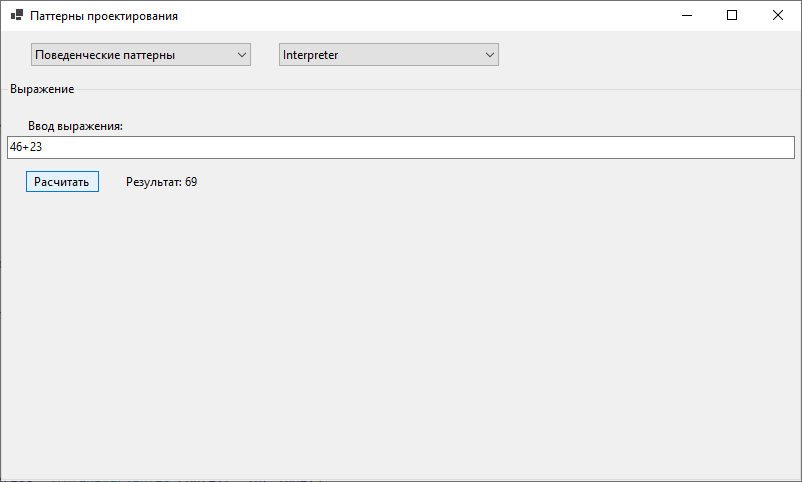 Паттерны проектирования
Поведенческие паттерны Interpreter
Выражение
Ввод выражения:
46+23
Расчитать Результат: 69